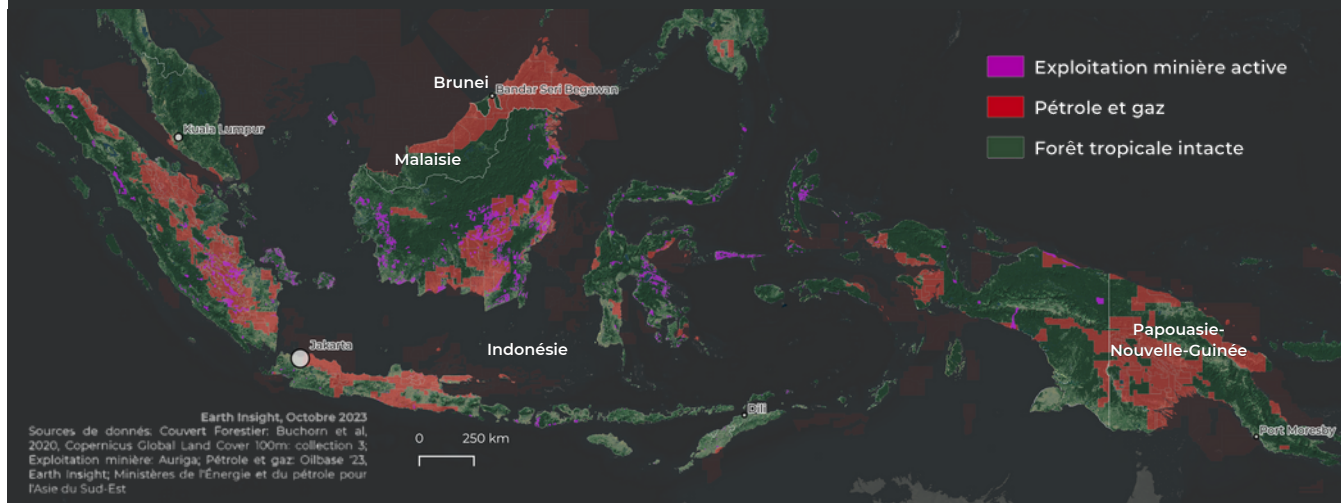 Exploitation minière active
Pétrole et gaz
Forêt tropicale intacte
Brunei
Bandar Seri Begawan
Kuala Lumpur
Malaisie
Indonésie
Jakarta
Papouasie-
Nouvelle-Guinée
Dili
Port Moresby
Earth Insight, Octobre 2023
Sources de donnés: Couvert Forestier: Buchorn et al,
2020, Copernicus Global Land Cover 100m: collection 3;
Exploitation minière: Auriga; Pétrole et gaz: Oilbase '23,
Earth Insight; Ministères de l'Énergie et du pétrole pour
l'Asie du Sud-Est
0 250 km